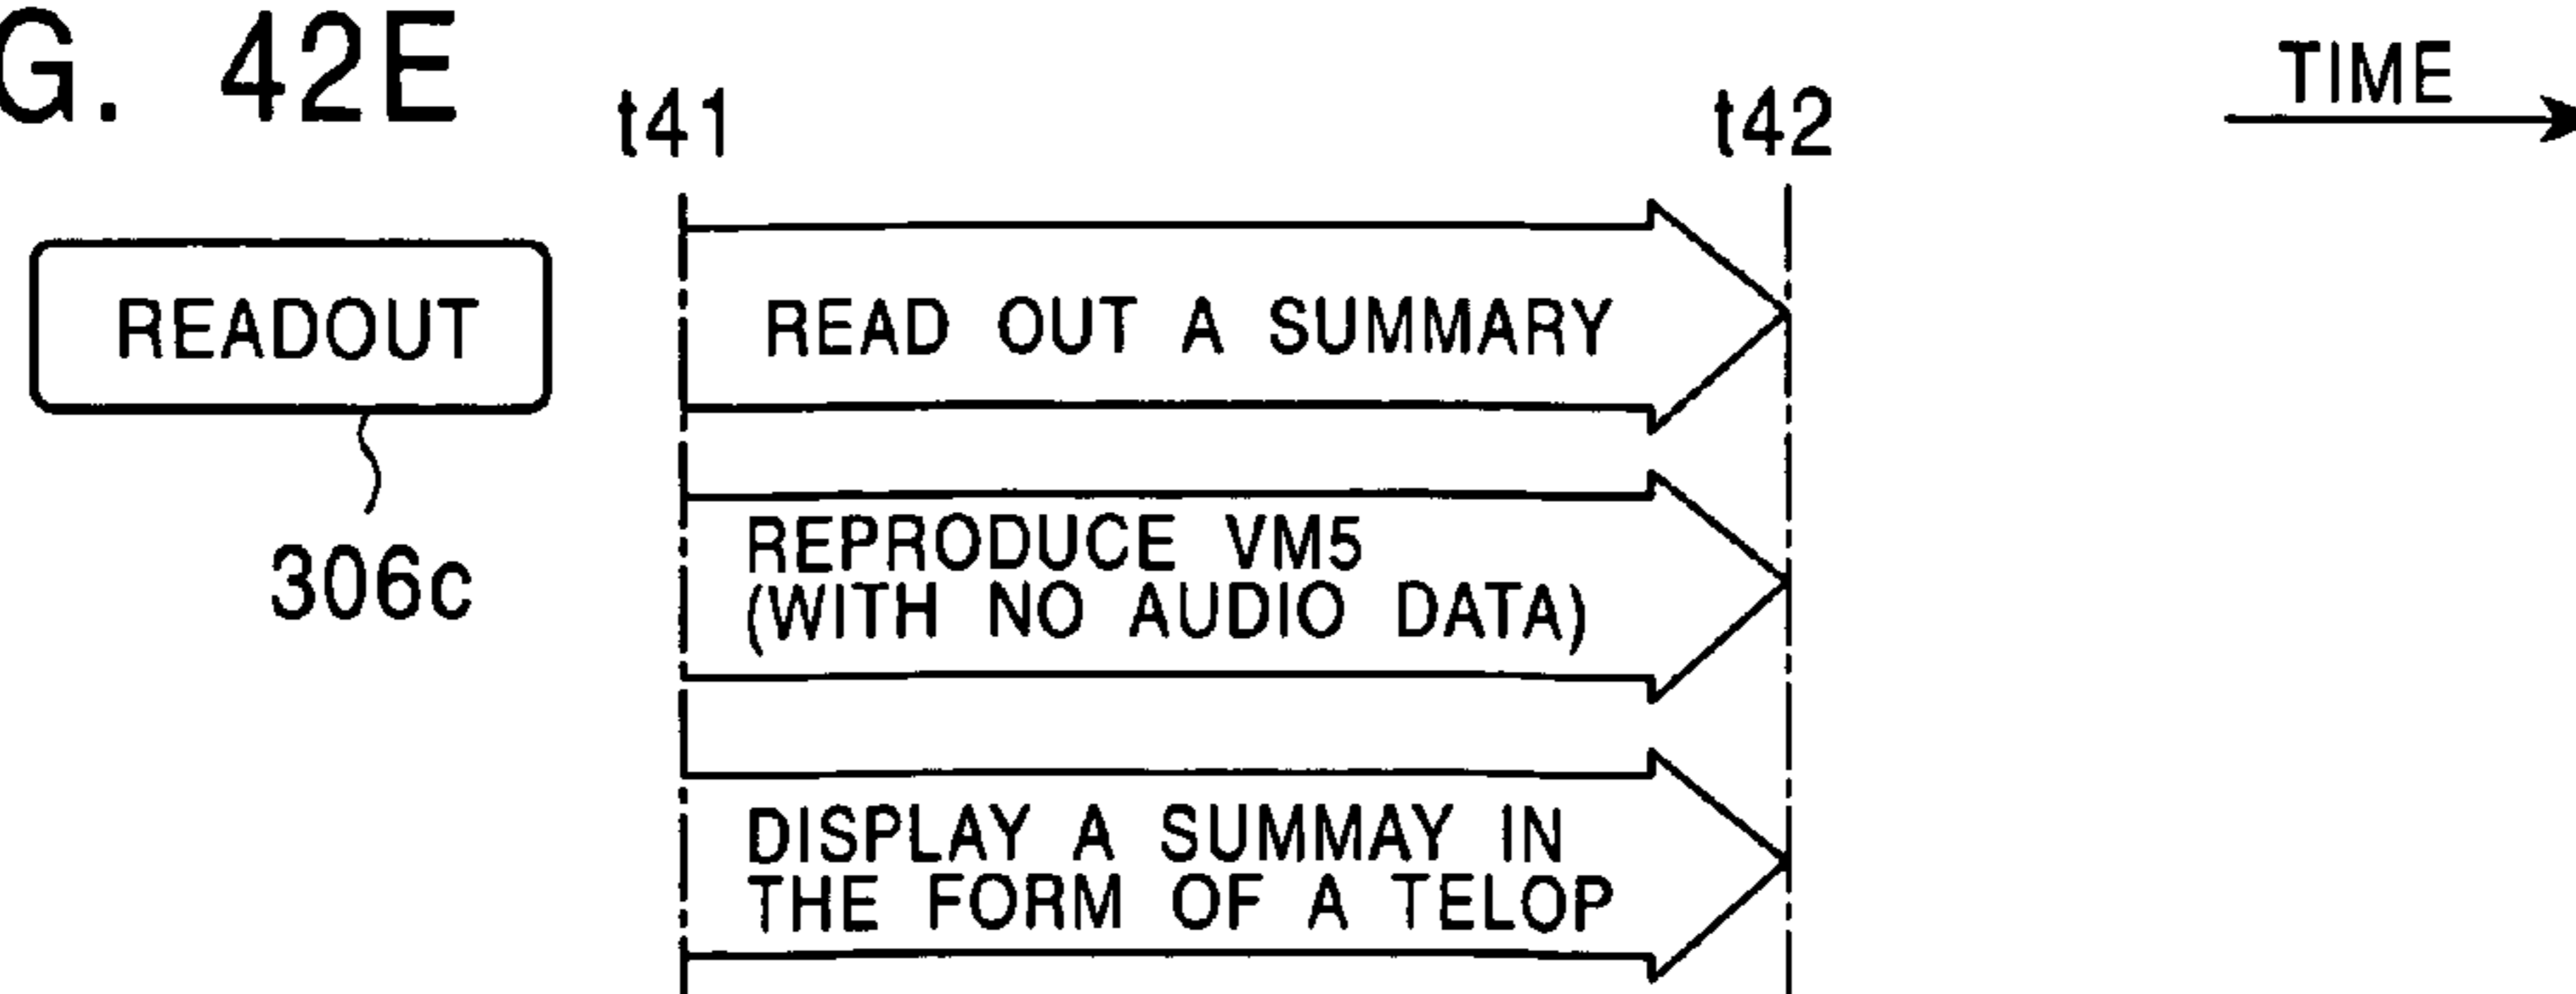 G. 42E
TIME
t41
t42
READOUT
READ OUT A SUMMARY
306c
REPRODUCE VM5
(WITH NO AUDIO DATA)
DISPLAY A SUMMAY IN
THE FORM OF A TELOP